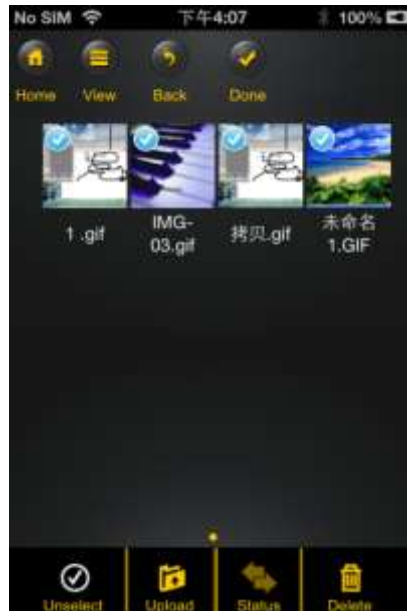 No SIM 下午4:07 100%
Home View Back Done
1 .gif IMG-03.gif 拷贝.gif 未命名1.GIF
Unselect Upload Status Delete